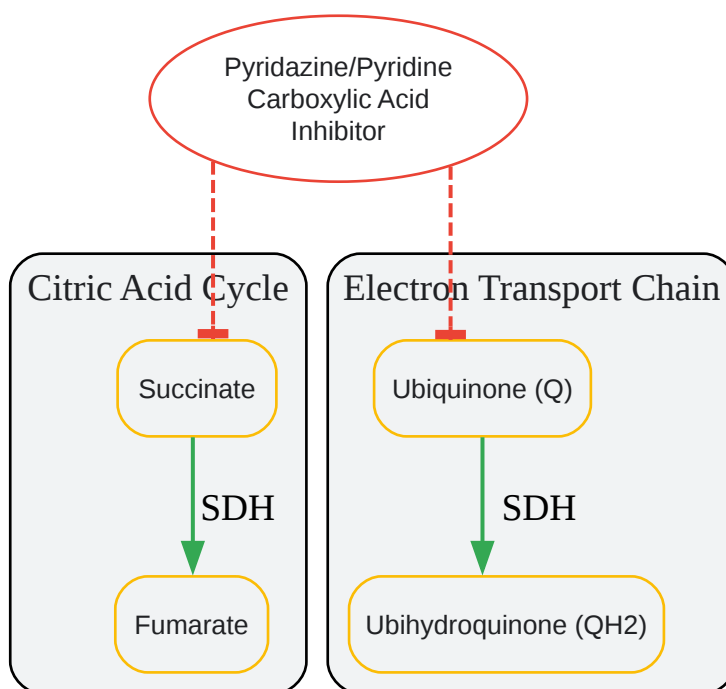 Pyridazine/Pyridine
Carboxylic Acid
Inhibitor
Citric Acid Cycle
Electron Transport Chain
Succinate
Ubiquinone (Q)
SDH
SDH
Fumarate
Ubihydroquinone (QH2)